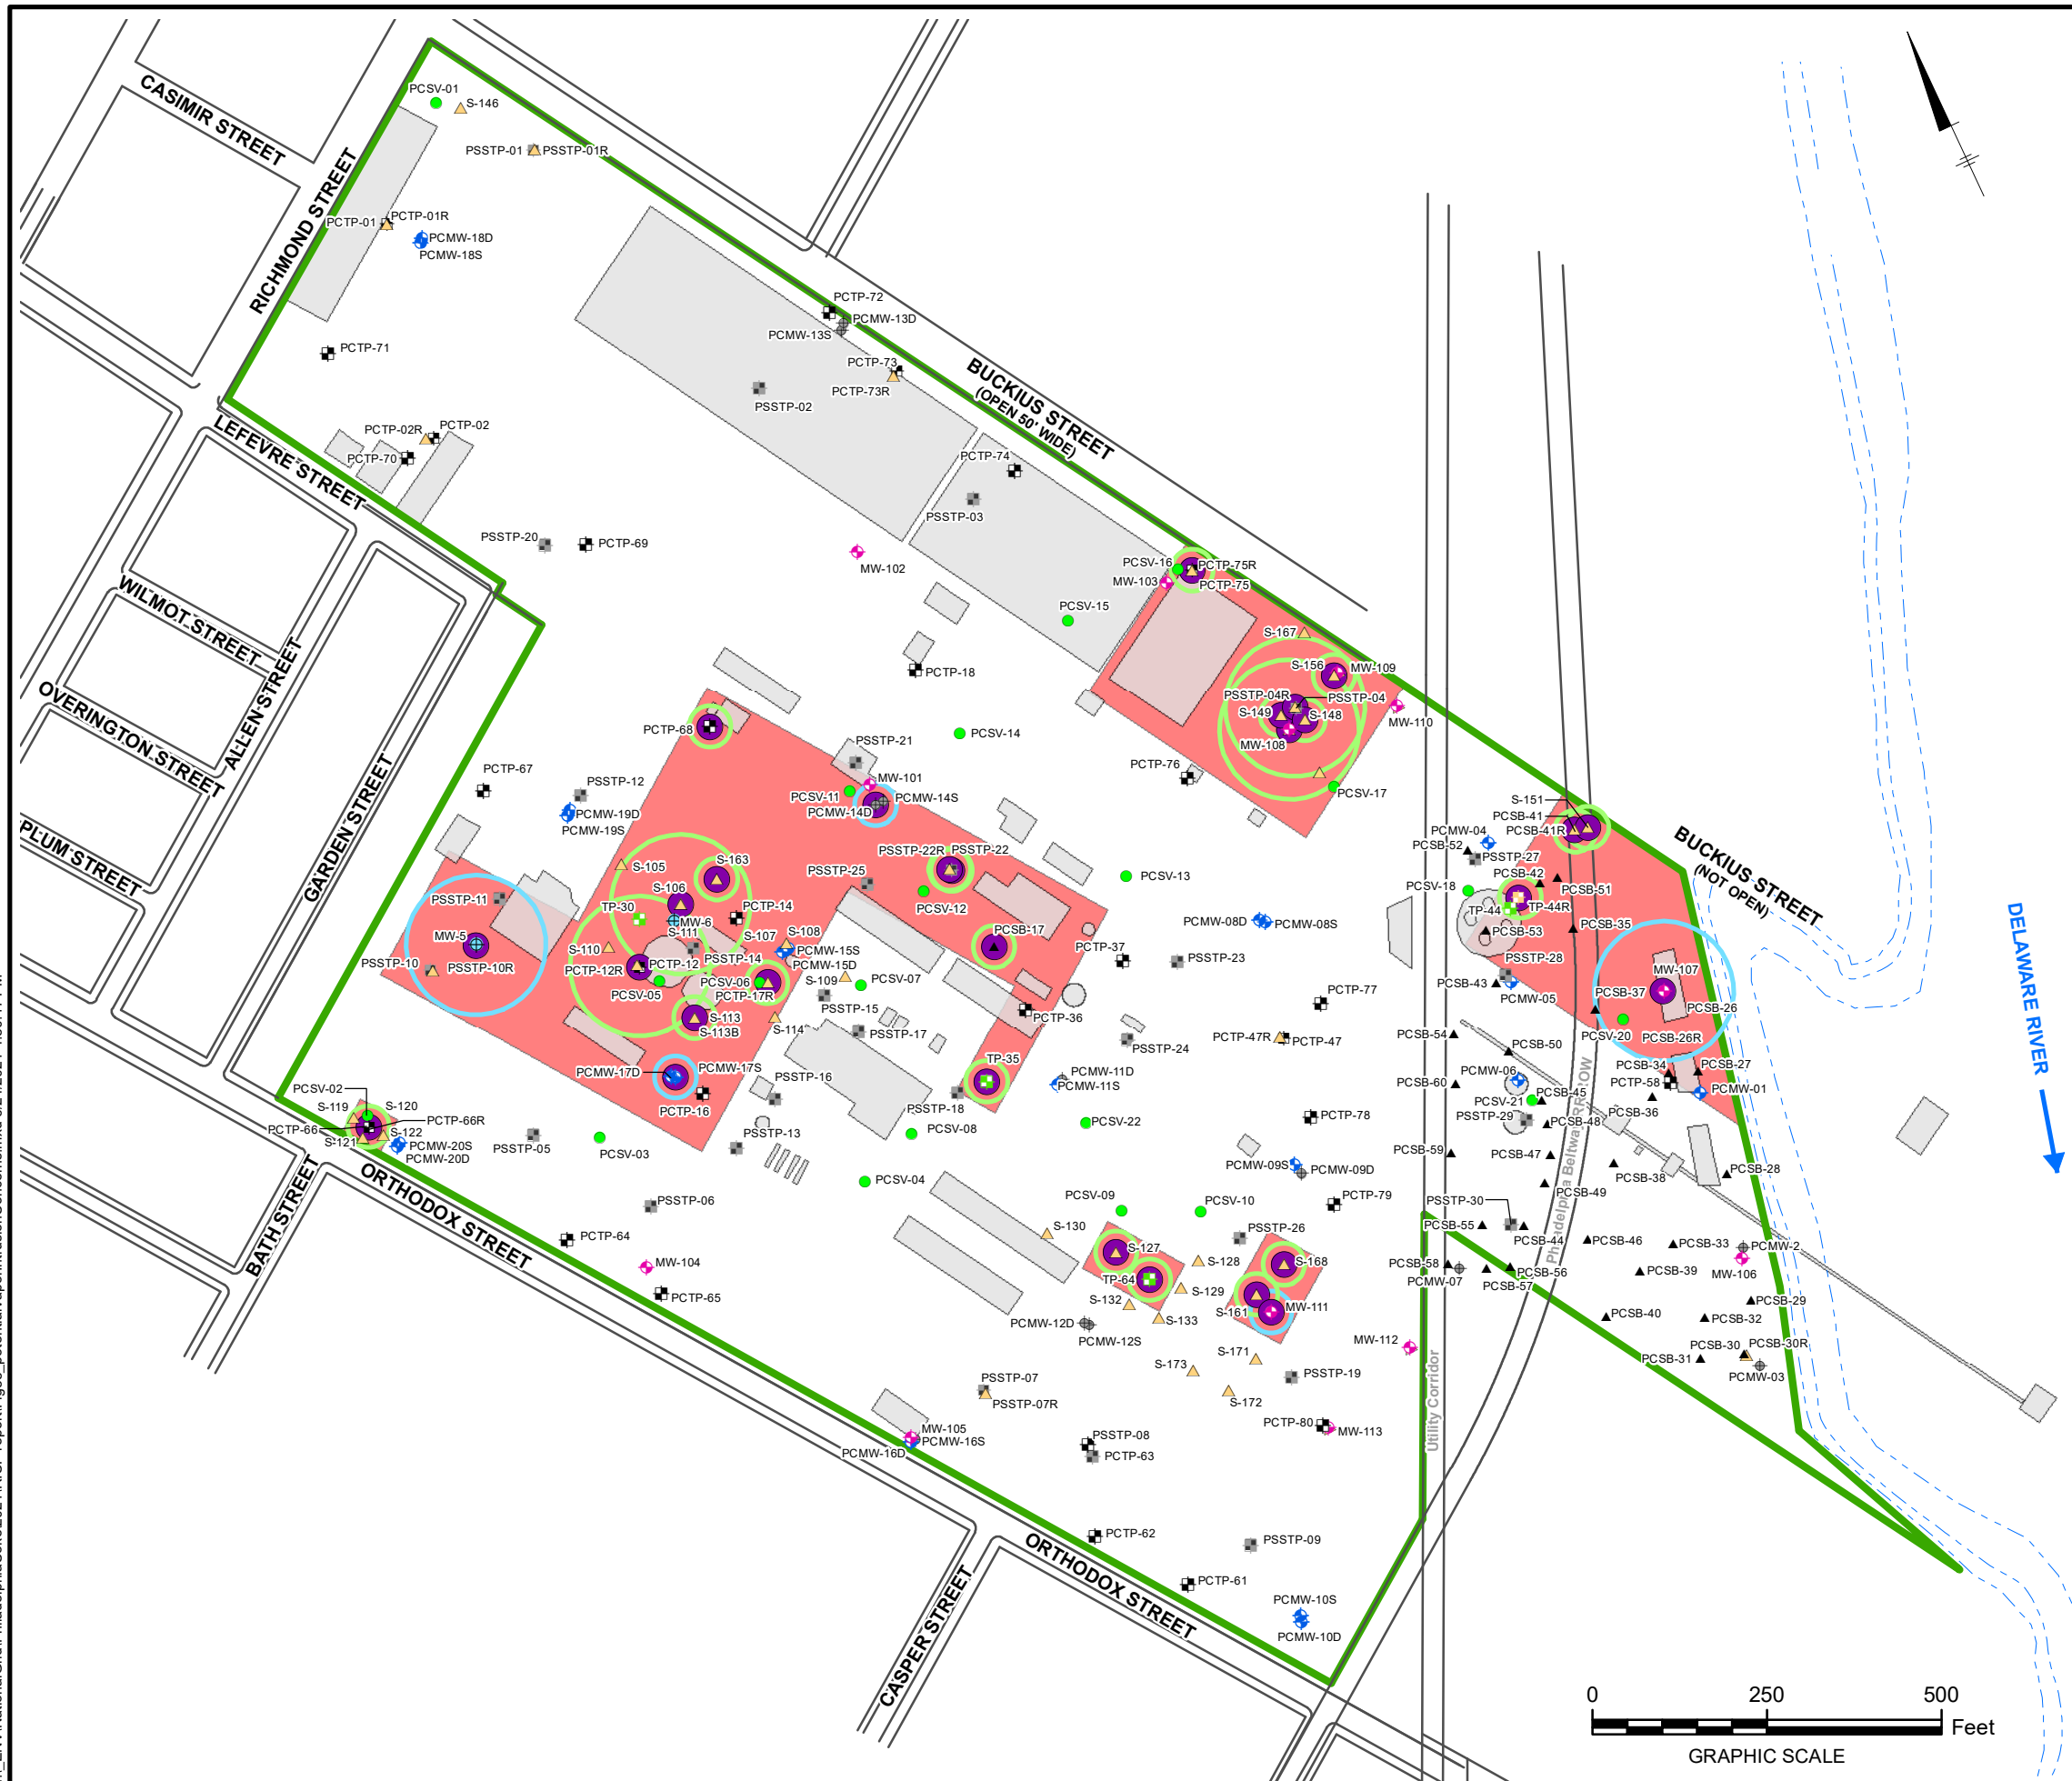 PCSV-01
S-146
CASIMIR STREET
PSSTP-01
PSSTP-01R
RICHMOND STREET
PCTP-01
PCTP-01R
PCMW-18D
PCMW-18S
PCTP-72
PCMW-13D
PCMW-13S
PCTP-71
PCTP-73
PCTP-73R
PSSTP-02
BUCKIUS STREET
(OPEN 50' WIDE)
LEFEVRE STREET
PCTP-02R
PCTP-02
PCTP-70
PCTP-74
PSSTP-03
PSSTP-20
PCTP-69
MW-102
PCSV-16
PCTP-75R
MW-103
PCTP-75
PCSV-15
WILMOT STREET
ALLEN STREET
OVERINGTON STREET
PLUM STREET
GARDEN STREET
S-167
PCTP-18
S-156
MW-109
PSSTP-04R
PSSTP-04
S-149
S-148
MW-110
MW-108
PCTP-68
PCSV-14
PSSTP-21
PCTP-67
PSSTP-12
MW-101
PCSV-11
PCMW-14S
PCMW-14D
PCTP-76
PCSV-17
S-151
PCSB-41
PCSB-41R
PCMW-19D
PCMW-19S
PCMW-04
PCSB-52
PSSTP-27
BUCKIUS STREET
(NOT OPEN)
S-105
S-163
PSSTP-22R
PSSTP-22
PSSTP-25
PCSV-13
PCSB-42
PCSB-51
PCSV-18
PSSTP-11
S-106
TP-30
PCTP-14
PCSV-12
TP-44
TP-44R
MW-6
S-111
S-107
S-108
PCMW-08D
PCMW-08S
PCSB-35
PCSB-53
DELAWARE RIVER
MW-5
S-110
PSSTP-14
PCMW-15S
PCMW-15D
PCSB-17
PCTP-37
PSSTP-23
PSSTP-28
MW-107
PSSTP-10
PSSTP-10R
PCTP-12R
PCTP-12
PCSV-05
PCSV-06
PCTP-17R
S-109
PCSV-07
PCSB-43
PCMW-05
PCSB-37
PCSB-26
S-113
S-113B
S-114
PSSTP-15
PSSTP-17
PCTP-36
PCTP-77
PCSV-20
PCSB-26R
PCTP-47R
PCTP-47
PSSTP-24
PCSB-54
PCSB-50
PCMW-17D
PCMW-17S
TP-35
PCMW-11D
PCMW-11S
PCMW-06
PCSB-34
PCSB-27
PCTP-58
PCMW-01
PCSB-60
PCSV-21
PCSB-45
PCSB-36
PCSV-02
S-119
S-120
PCTP-66
PCTP-66R
S-121
S-122
PCMW-20S
PCMW-20D
PCTP-16
PSSTP-16
PSSTP-18
PCSV-22
PCTP-78
PSSTP-29
PCSB-48
PSSTP-05
PCSV-03
PSSTP-13
PCSV-08
PCSB-59
PCSB-47
PCSB-38
PCSB-28
PCMW-09S
PCMW-09D
PCSV-04
PCSB-49
PSSTP-06
PCSV-09
PCSV-10
PCTP-79
PSSTP-30
BATH STREET
ORTHODOX STREET
PCTP-64
S-130
PSSTP-26
PCSB-55
PCSB-44
PCSB-46
PCSB-33
PCMW-2
S-127
S-128
S-168
MW-104
TP-64
PCSB-58
PCMW-07
PCSB-56
PCSB-57
PCSB-39
MW-106
PCTP-65
S-129
S-132
S-133
S-161
MW-111
PCMW-12D
PCMW-12S
PCSB-40
PCSB-29
PCSB-32
MW-112
S-171
S-173
S-172
PSSTP-19
PCSB-30
PCSB-30R
PCSB-31
PCMW-03
PSSTP-07
PSSTP-07R
Utility Corridor
MW-105
PCMW-16S
PCMW-16D
PSSTP-08
PCTP-63
PCTP-80
MW-113
PCTP-62
PSSTP-09
ORTHODOX STREET
PCTP-61
PCMW-10S
PCMW-10D
CASPER STREET
0 250 500
Feet
GRAPHIC SCALE